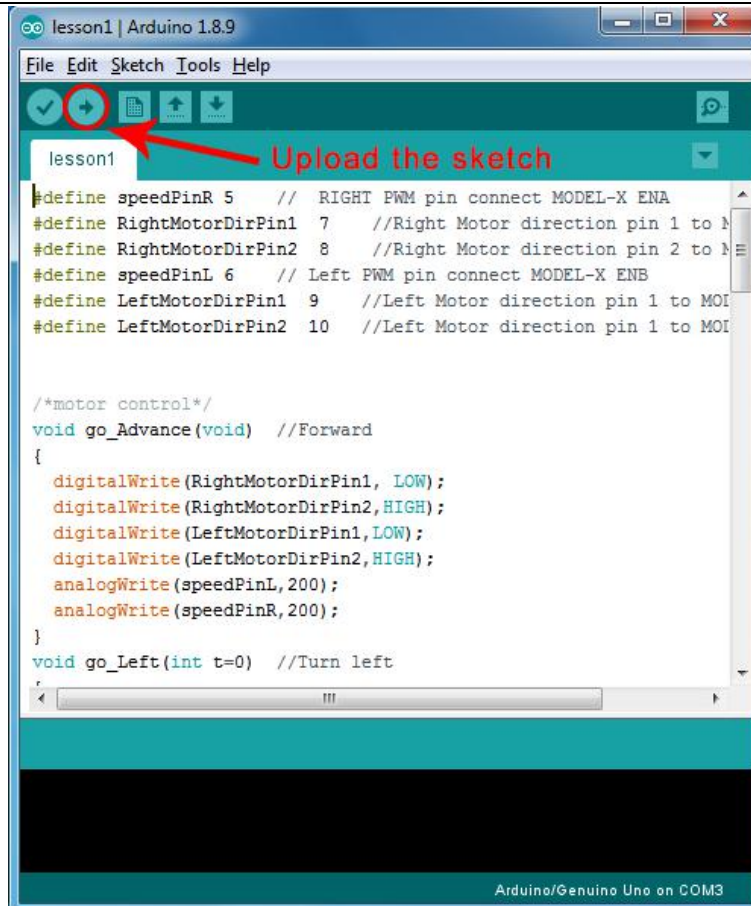 lesson1 | Arduino 1.8.9
File Edit Sketch Tools Help
Upload the sketch
lesson1
#define speedPinR 5    //  RIGHT PWM pin connect MODEL-X ENA
#define RightMotorDirPin1  7    //Right Motor direction pin 1 to
#define RightMotorDirPin2  8    //Right Motor direction pin 2 to
#define speedPinL 6    // Left PWM pin connect MODEL-X ENB
#define LeftMotorDirPin1  9    //Left Motor direction pin 1 to MOD
#define LeftMotorDirPin2  10   //Left Motor direction pin 1 to MOD
/*motor control*/
void go_Advance(void)  //Forward
{
  digitalWrite(RightMotorDirPin1, LOW);
  digitalWrite(RightMotorDirPin2,HIGH);
  digitalWrite(LeftMotorDirPin1,LOW);
  digitalWrite(LeftMotorDirPin2,HIGH);
  analogWrite(speedPinL,200);
  analogWrite(speedPinR,200);
}
void go_Left(int t=0)  //Turn left
Arduino/Genuino Uno on COM3